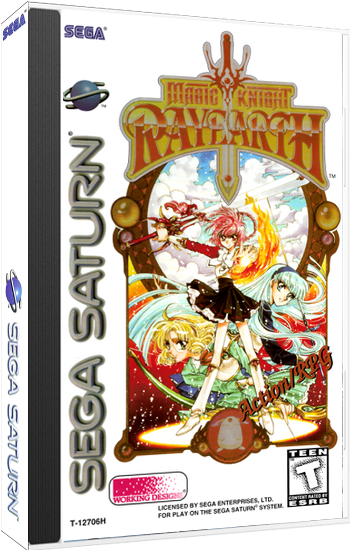 SEGA
SEGA
MAGIC KNIGHT
RAYEARTH
TM
SEGA SATURN
SEGA SATURN
Action/RPG
TEEN
T
CONTENT RATED BY
ESRB
WORKING DESIGNS
LICENSED BY SEGA ENTERPRISES, LTD.
FOR PLAY ON THE SEGA SATURN™ SYSTEM.
T-12706H